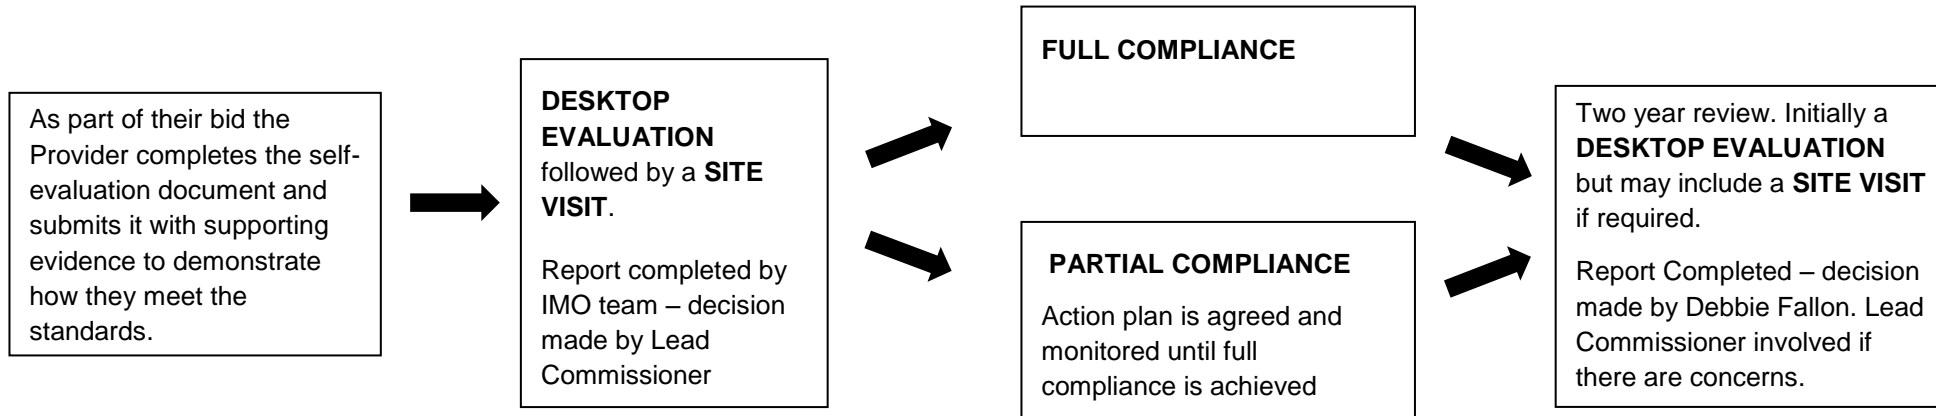 As part of their bid the
Provider completes the self-
evaluation document and
submits it with supporting
evidence to demonstrate
how they meet the
standards.
DESKTOP
EVALUATION
followed by a SITE
VISIT.
Report completed by
IMO team – decision
made by Lead
Commissioner
FULL COMPLIANCE
PARTIAL COMPLIANCE
Action plan is agreed and
monitored until full
compliance is achieved
Two year review. Initially a
DESKTOP EVALUATION
but may include a SITE VISIT
if required.
Report Completed – decision
made by Debbie Fallon. Lead
Commissioner involved if
there are concerns.